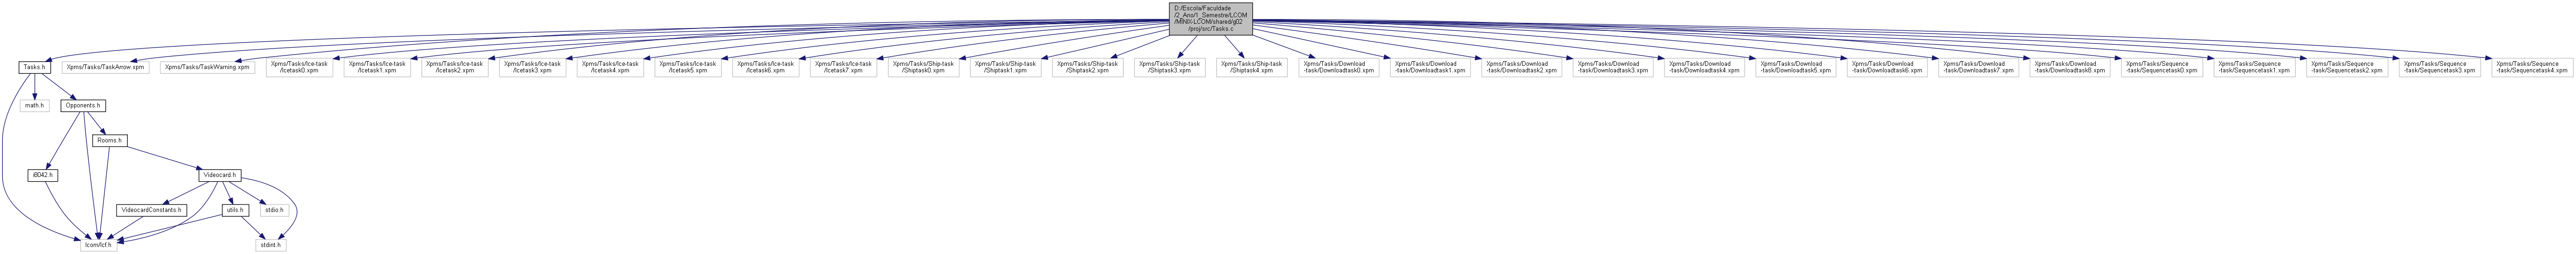 D:/Escola/Faculdade
/2_Ano/1_Semestre/LCOM
/MINIX-LCOM/shared/g02
/proj/src/Tasks.c
Tasks.h
Xpms/Tasks/TaskArrow.xpm
Xpms/Tasks/TaskWarning.xpm
Xpms/Tasks/Ice-task
/Icetask0.xpm
Xpms/Tasks/Ice-task
/Icetask1.xpm
Xpms/Tasks/Ice-task
/Icetask2.xpm
Xpms/Tasks/Ice-task
/Icetask3.xpm
Xpms/Tasks/Ice-task
/Icetask4.xpm
Xpms/Tasks/Ice-task
/Icetask5.xpm
Xpms/Tasks/Ice-task
/Icetask6.xpm
Xpms/Tasks/Ice-task
/Icetask7.xpm
Xpms/Tasks/Ship-task
/Shiptask0.xpm
Xpms/Tasks/Ship-task
/Shiptask1.xpm
Xpms/Tasks/Ship-task
/Shiptask2.xpm
Xpms/Tasks/Ship-task
/Shiptask3.xpm
Xpms/Tasks/Ship-task
/Shiptask4.xpm
Xpms/Tasks/Download
-task/Downloadtask0.xpm
Xpms/Tasks/Download
-task/Downloadtask1.xpm
Xpms/Tasks/Download
-task/Downloadtask2.xpm
Xpms/Tasks/Download
-task/Downloadtask3.xpm
Xpms/Tasks/Download
-task/Downloadtask4.xpm
Xpms/Tasks/Download
-task/Downloadtask5.xpm
Xpms/Tasks/Download
-task/Downloadtask6.xpm
Xpms/Tasks/Download
-task/Downloadtask7.xpm
Xpms/Tasks/Download
-task/Downloadtask8.xpm
Xpms/Tasks/Sequence
-task/Sequencetask0.xpm
Xpms/Tasks/Sequence
-task/Sequencetask1.xpm
Xpms/Tasks/Sequence
-task/Sequencetask2.xpm
Xpms/Tasks/Sequence
-task/Sequencetask3.xpm
Xpms/Tasks/Sequence
-task/Sequencetask4.xpm
math.h
Opponents.h
Rooms.h
i8042.h
Videocard.h
VideocardConstants.h
utils.h
stdio.h
lcom/lcf.h
stdint.h